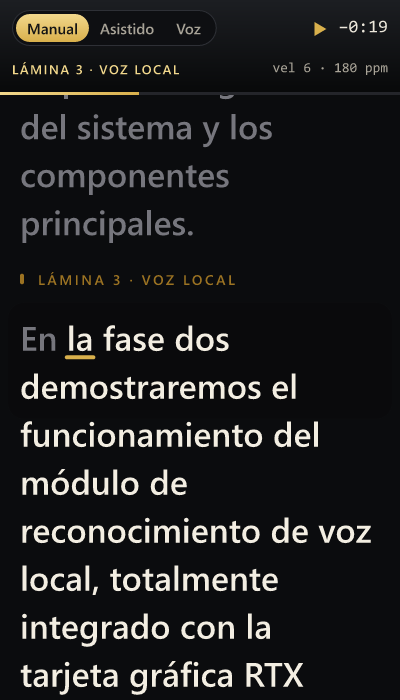 Manual Asistido Voz ▶ −0:19
LÁMINA 3 · VOZ LOCAL vel 6 · 180 ppm
del sistema y los
componentes
principales.
LÁMINA 3 · VOZ LOCAL
En la fase dos
demostraremos el
funcionamiento del
módulo de
reconocimiento de voz
local, totalmente
integrado con la
tarjeta gráfica RTX